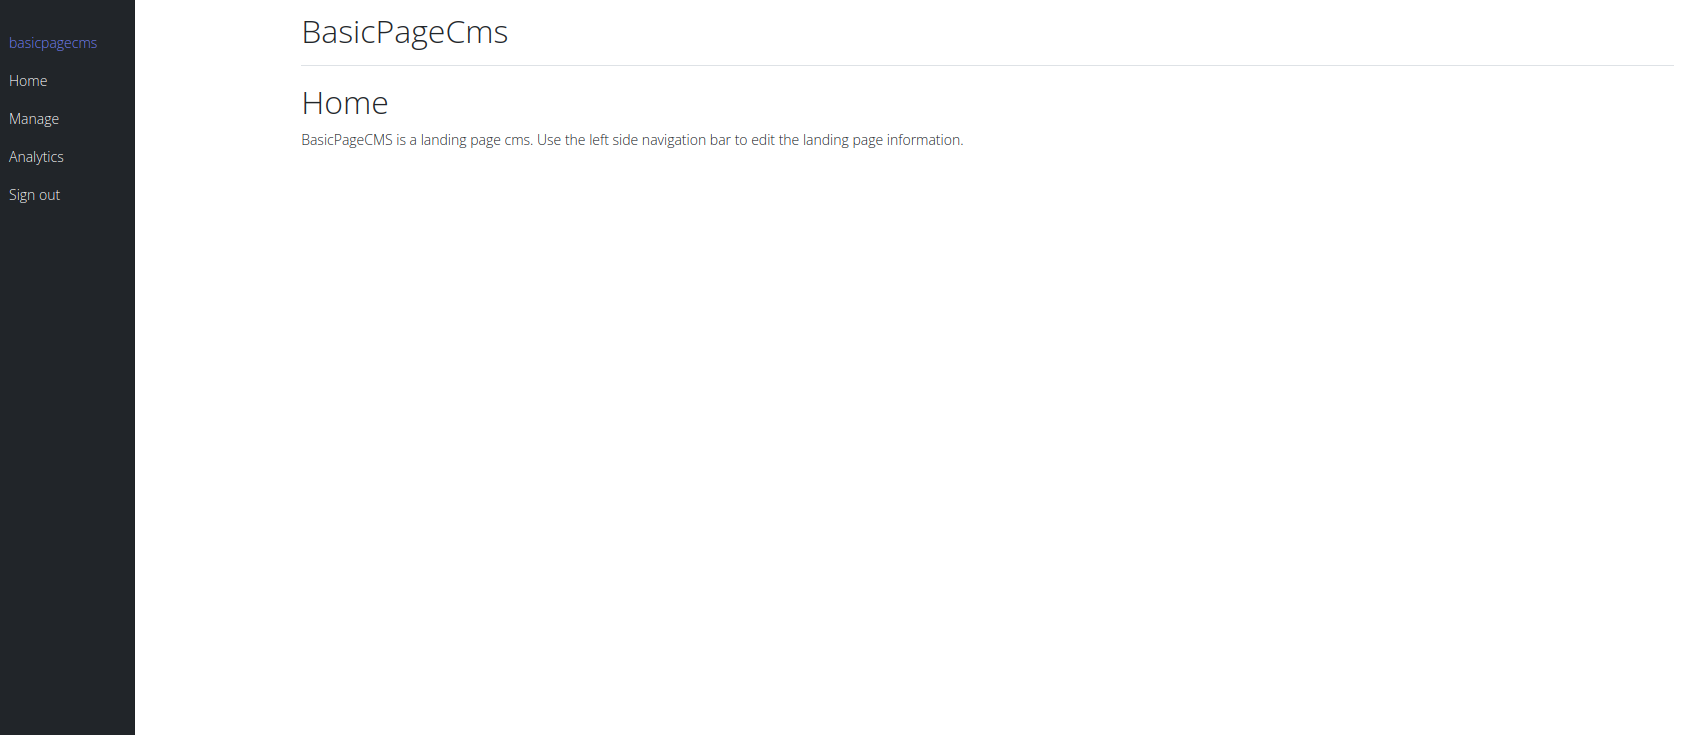 basicpagecms
Home
Manage
Analytics
Sign out
BasicPageCms
Home
BasicPageCMS is a landing page cms. Use the left side navigation bar to edit the landing page information.